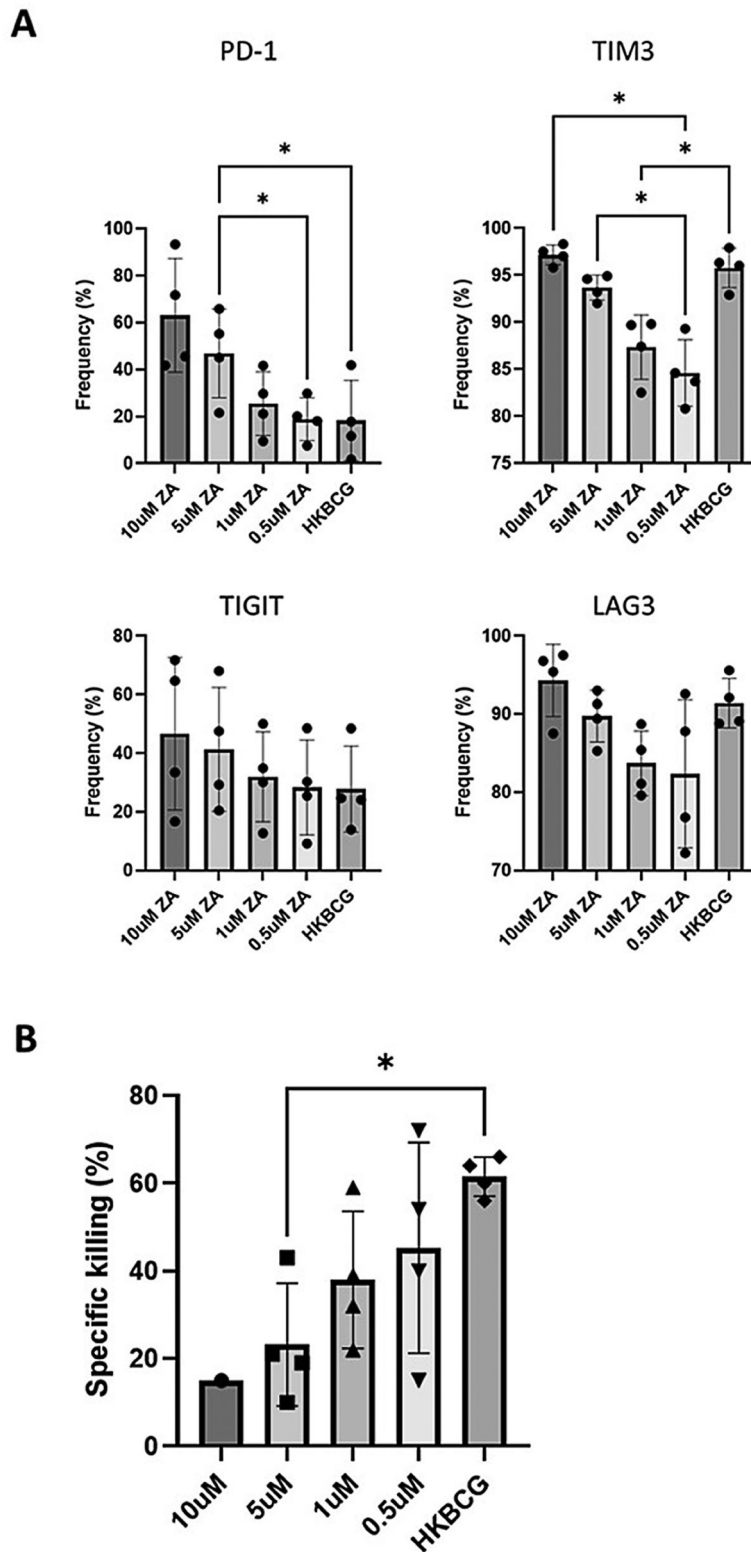 A
PD-1
TIM3
* *
* *
*
Frequency (%)
100
80
60
40
20
0
10uM ZA
5uM ZA
1uM ZA
0.5uM ZA
HKBCG
Frequency (%)
100
95
90
85
80
75
10uM ZA
5uM ZA
1uM ZA
0.5uM ZA
HKBCG
TIGIT
LAG3
Frequency (%)
80
60
40
20
0
10uM ZA
5uM ZA
1uM ZA
0.5uM ZA
HKBCG
Frequency (%)
100
90
80
70
10uM ZA
5uM ZA
1uM ZA
0.5uM ZA
HKBCG
B
*
Specific killing (%)
80
60
40
20
0
10uM
5uM
1uM
0.5uM
HKBCG